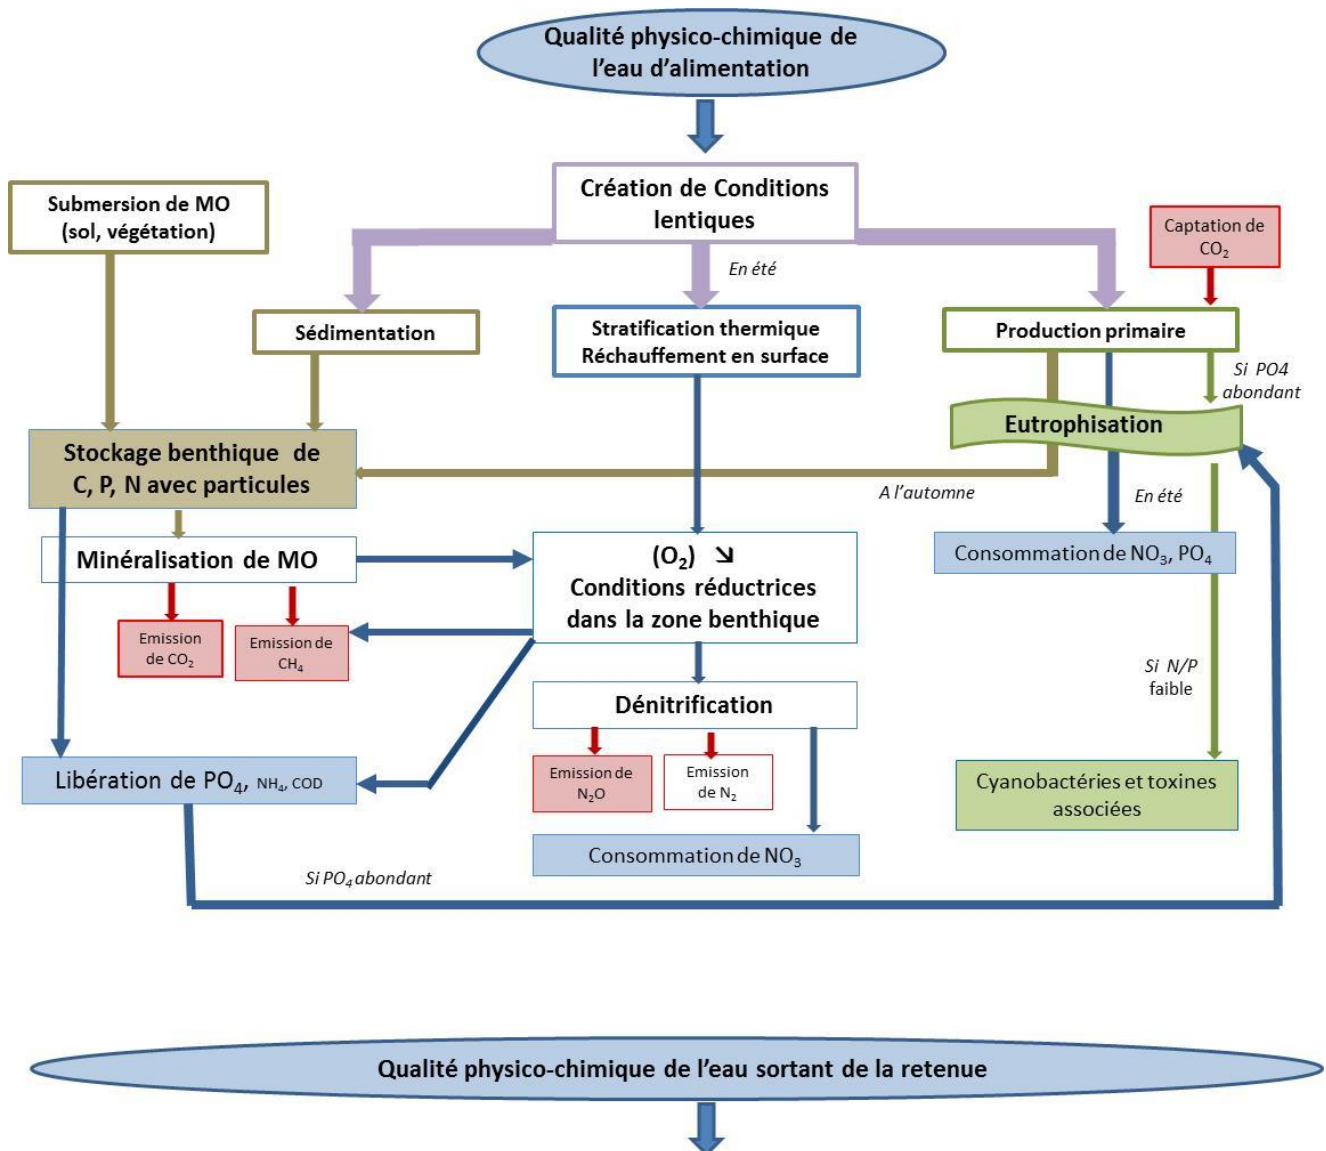 Qualité physico-chimique de
l'eau d'alimentation
Création de Conditions
lentiques
Submersion de MO
(sol, végétation)
Captation de
CO₂
En été
Sédimentation
Stratification thermique
Réchauffement en surface
Production primaire
Si PO4
abondant
Eutrophisation
Stockage benthique de
C, P, N avec particules
A l'automne
En été
Minéralisation de MO
(O₂) ↘
Conditions réductrices
dans la zone benthique
Consommation de NO₃, PO₄
Emission
de CO₂
Emission de
CH₄
Si N/P
faible
Dénitrification
Libération de PO₄, NH₄, COD
Emission de
N₂O
Emission
de N₂
Cyanobactéries et toxines
associées
Consommation de NO₃
Si PO₄ abondant
Qualité physico-chimique de l'eau sortant de la retenue